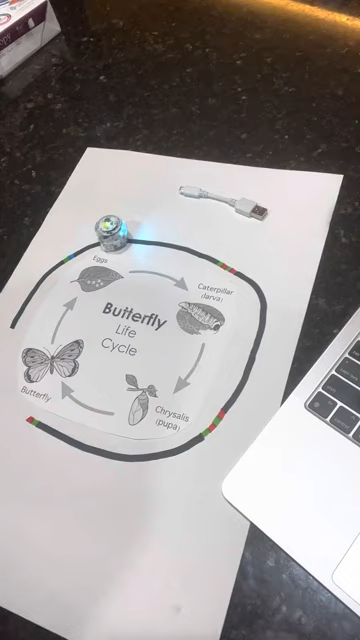 Eggs
Caterpillar
(larva)
Butterfly
Life
Cycle
Butterfly
Chrysalis
(pupa)